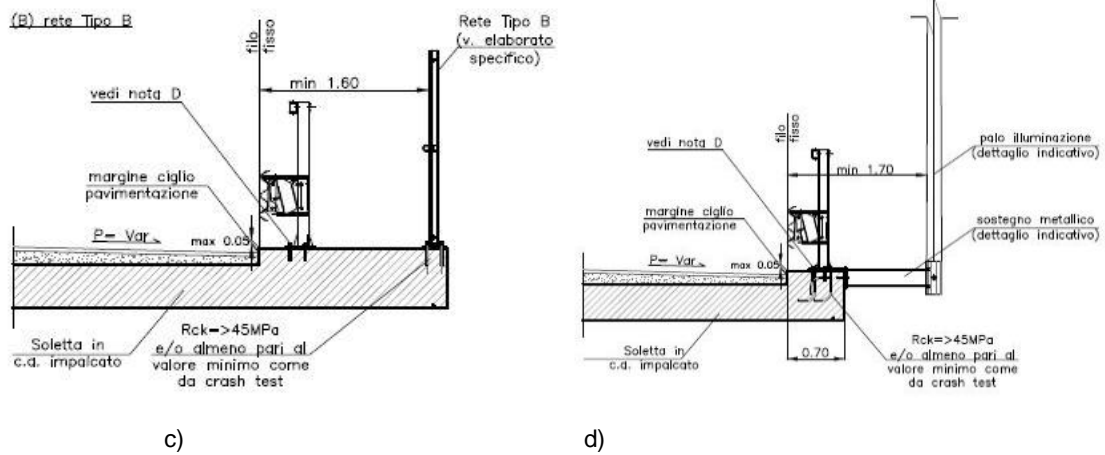 (B) rete Tipo B
filo
fisso
Rete Tipo B
(v. elaborato
specifico)
min 1.60
vedi nota D
margine ciglio
pavimentazione
P= Var
max 0.05
Soletta in
c.a. impalcato
Rck=>45MPa
e/o almeno pari al
valore minimo come
da crash test
c)
filo
fisso
vedi nota D
min 1.70
palo illuminazione
(dettaglio indicativo)
margine ciglio
pavimentazione
sostegno metallico
(dettaglio indicativo)
P= Var
max 0.05
Soletta in
c.a. impalcato
0.70
Rck=>45MPa
e/o almeno pari al
valore minimo come
da crash test
d)